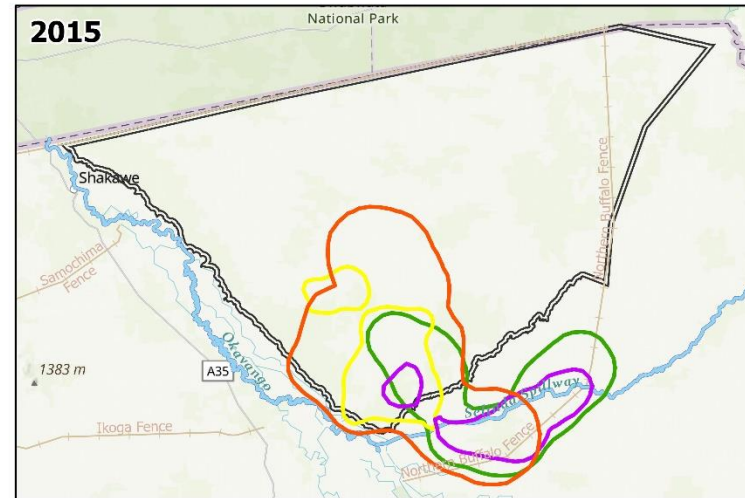 2015
National Park
Shakawe
Samochima
Fence
Okavango
1383 m
A35
Ikoga Fence
Northern Buffalo Fence
Selinda Spillway
Northern Buffalo Fence